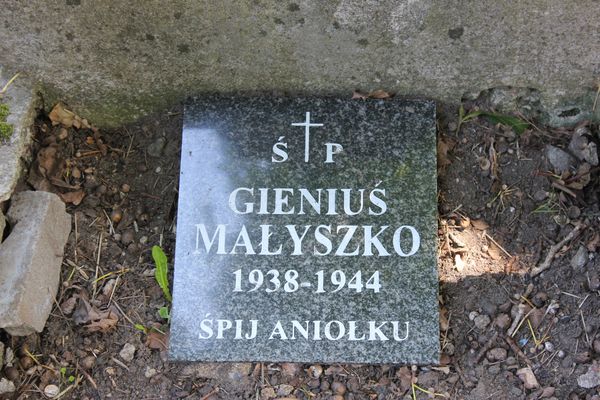 Ś P
GIENIUŚ
MAŁYSZKO
1938-1944
ŚPIJ ANIOŁKU